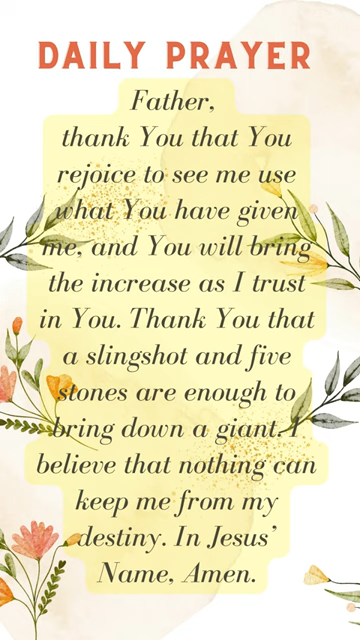 DAILY PRAYER
Father,
thank You that You
rejoice to see me use
what You have given
me, and You will bring
the increase as I trust
in You. Thank You that
a slingshot and five
stones are enough to
bring down a giant. I
believe that nothing can
keep me from my
destiny. In Jesus’
Name, Amen.